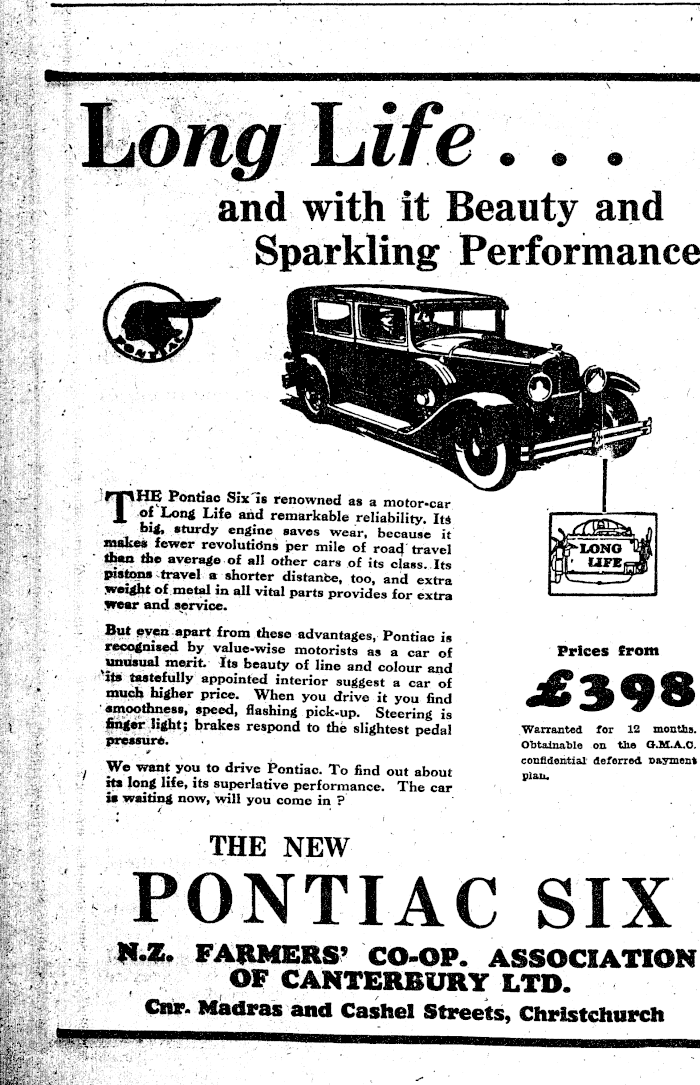 Long Life . . .
and with it Beauty and
Sparkling Performance
PONTIAC
THE Pontiac Six is renowned as a motor-car
of Long Life and remarkable reliability. Its
big, sturdy engine saves wear, because it
makes fewer revolutions per mile of road travel
than the average of all other cars of its class. Its
pistons travel a shorter distance, too, and extra
weight of metal in all vital parts provides for extra
wear and service.
But even apart from these advantages, Pontiac is
recognised by value-wise motorists as a car of
unusual merit. Its beauty of line and colour and
its tastefully appointed interior suggest a car of
much higher price. When you drive it you find
smoothness, speed, flashing pick-up. Steering is
finger light; brakes respond to the slightest pedal
pressure.
We want you to drive Pontiac. To find out about
its long life, its superlative performance. The car
is waiting now, will you come in ?
LONG
LIFE
Prices from
£398
Warranted for 12 months.
Obtainable on the G.M.A.C.
confidential deferred payment
plan.
THE NEW
PONTIAC SIX
N.Z. FARMERS' CO-OP. ASSOCIATION
OF CANTERBURY LTD.
Cnr. Madras and Cashel Streets, Christchurch